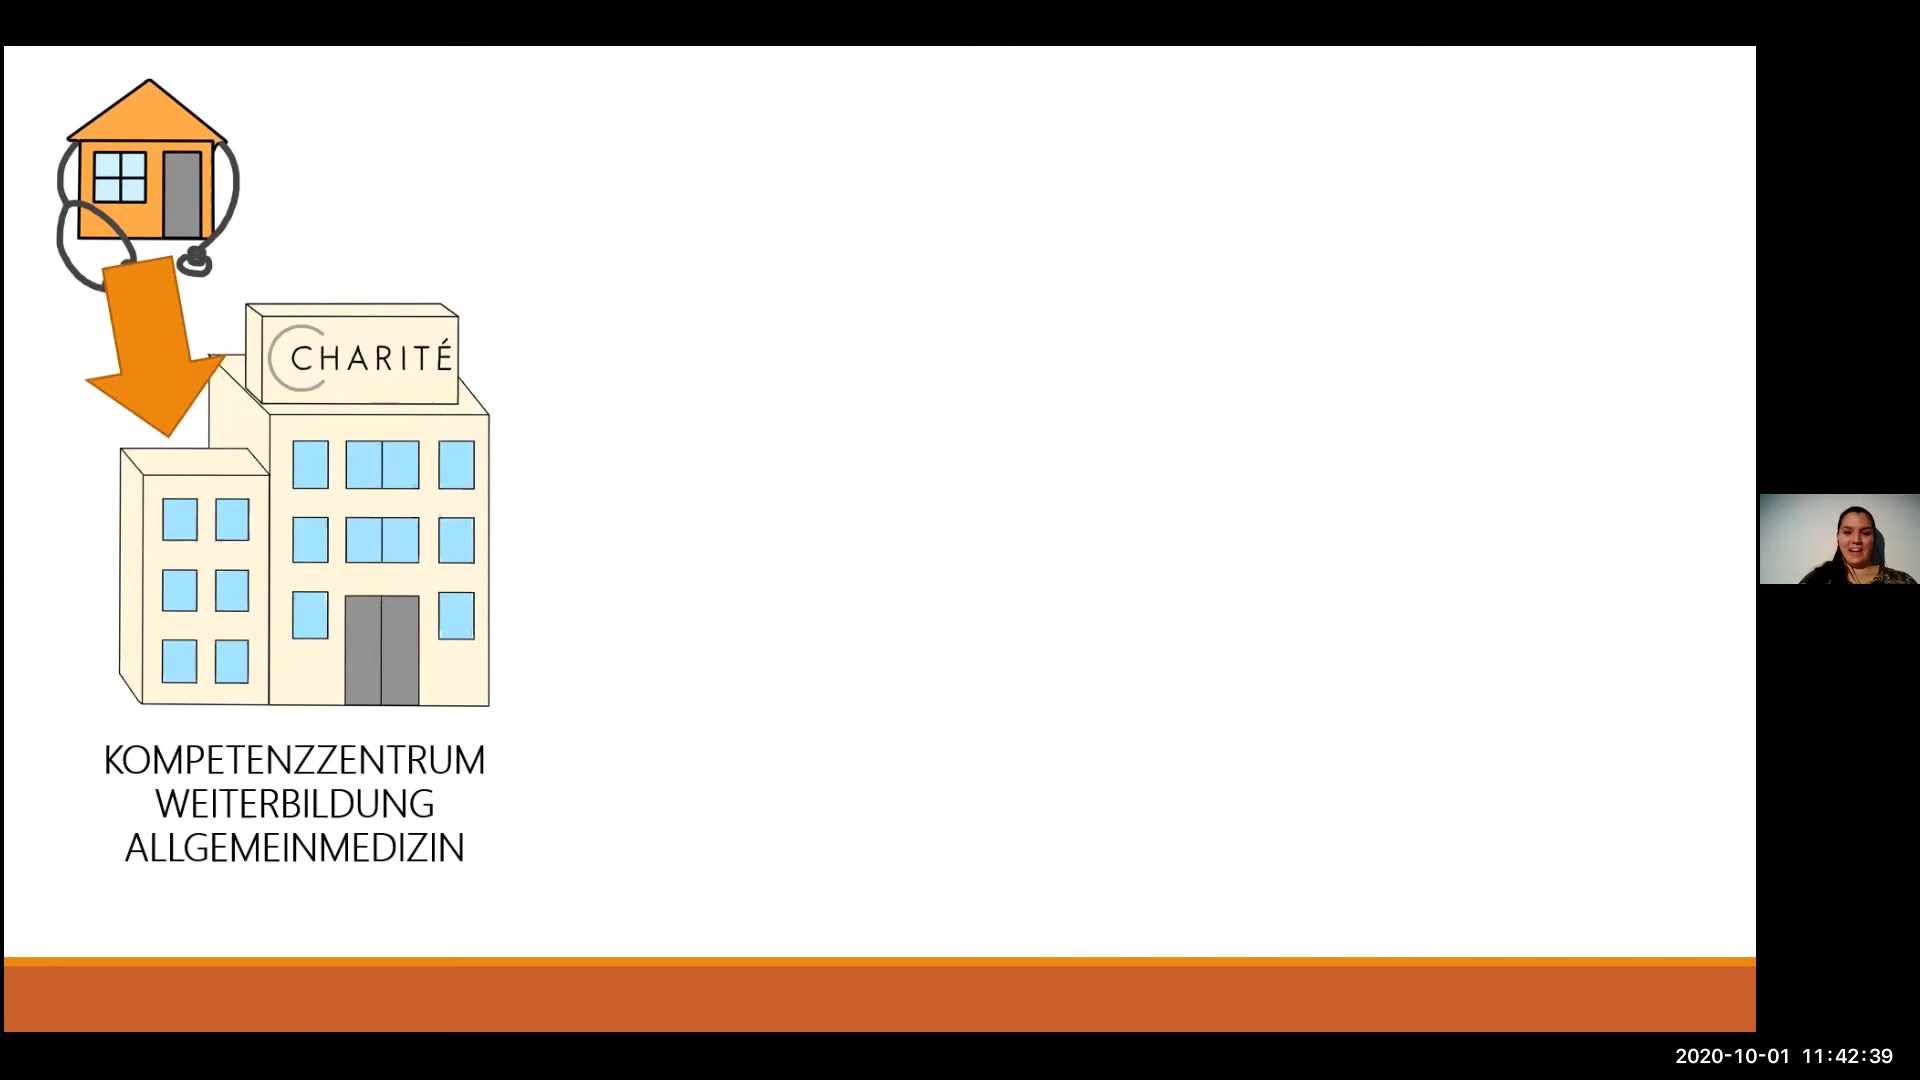 CHARITÉ
KOMPETENZZENTRUM
WEITERBILDUNG
ALLGEMEINMEDIZIN
2020-10-01 11:42:39